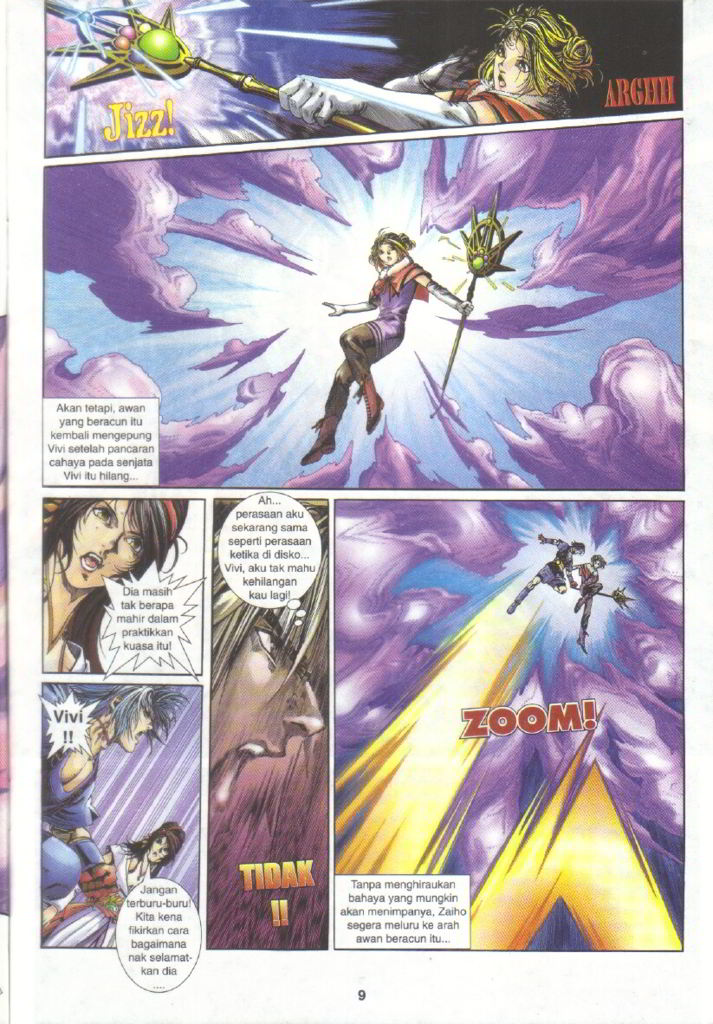 Jizz!
ARGHH
Akan tetapi, awan
yang beracun itu
kembali mengepung
Vivi setelah pancaran
cahaya pada senjata
Vivi itu hilang...
Dia masih
tak berapa
mahir dalam
praktikkan
kuasa itu!
Vivi
!!
Jangan
terburu-buru!
Kita kena
fikirkan cara
bagaimana
nak selamat-
kan dia
....
Ah...
perasaan aku
sekarang sama
seperti perasaan
ketika di disko...
Vivi, aku tak mahu
kehilangan
kau lagi!
TIDAK
!!
ZOOM!
Tanpa menghiraukan
bahaya yang mungkin
akan menimpanya, Zaiho
segera meluru ke arah
awan beracun itu...
9